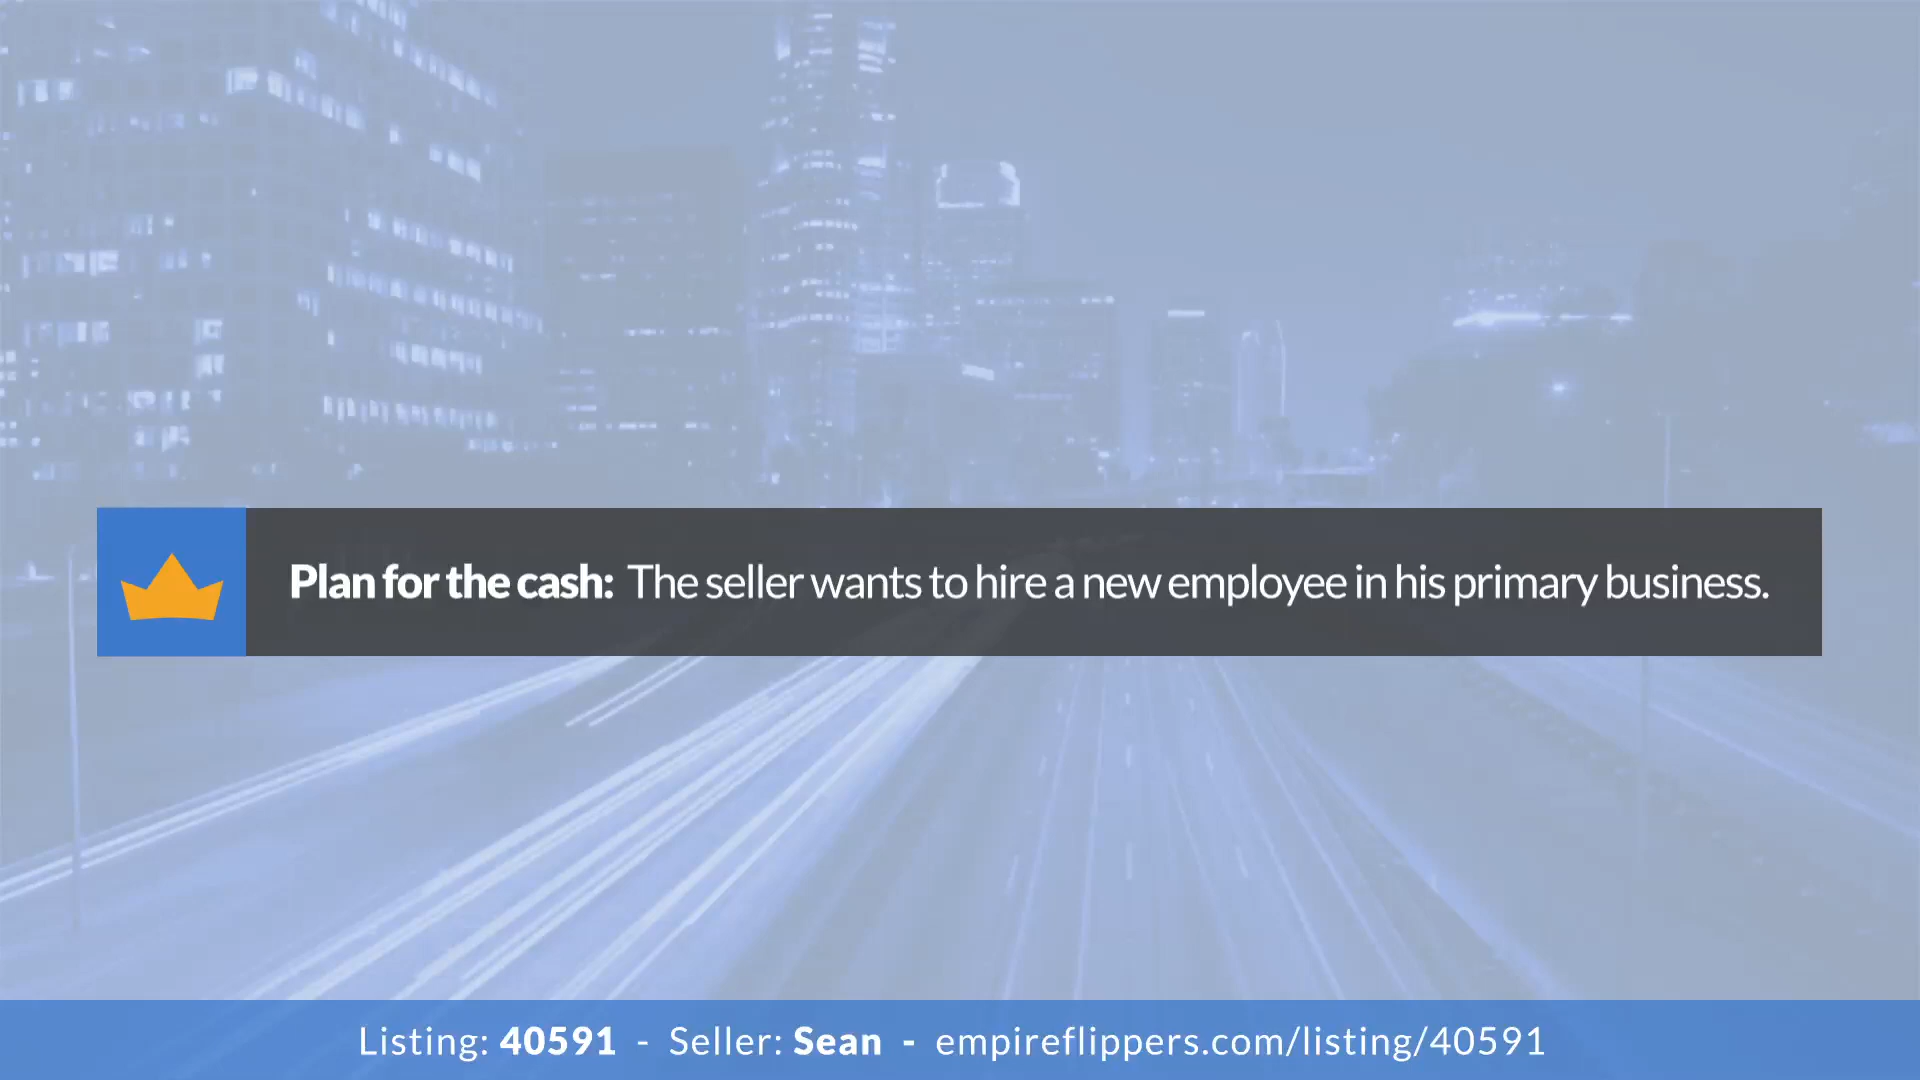 Plan for the cash: The seller wants to hire a new employee in his primary business.
Listing: 40591 - Seller: Sean - empireflippers.com/listing/40591